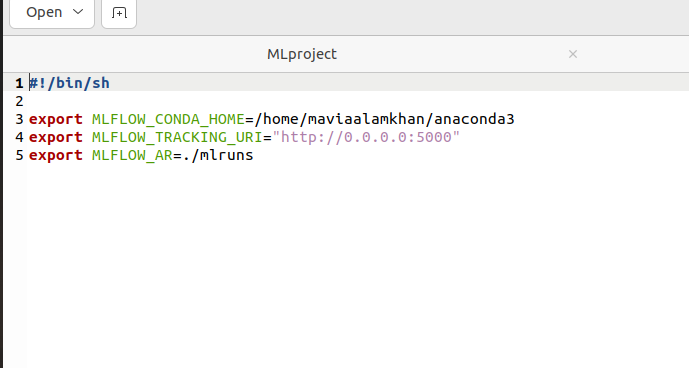 Open
MLproject ×
1 #!/bin/sh
2
3 export MLFLOW_CONDA_HOME=/home/maviaalamkhan/anaconda3
4 export MLFLOW_TRACKING_URI="http://0.0.0.0:5000"
5 export MLFLOW_AR=./mlruns